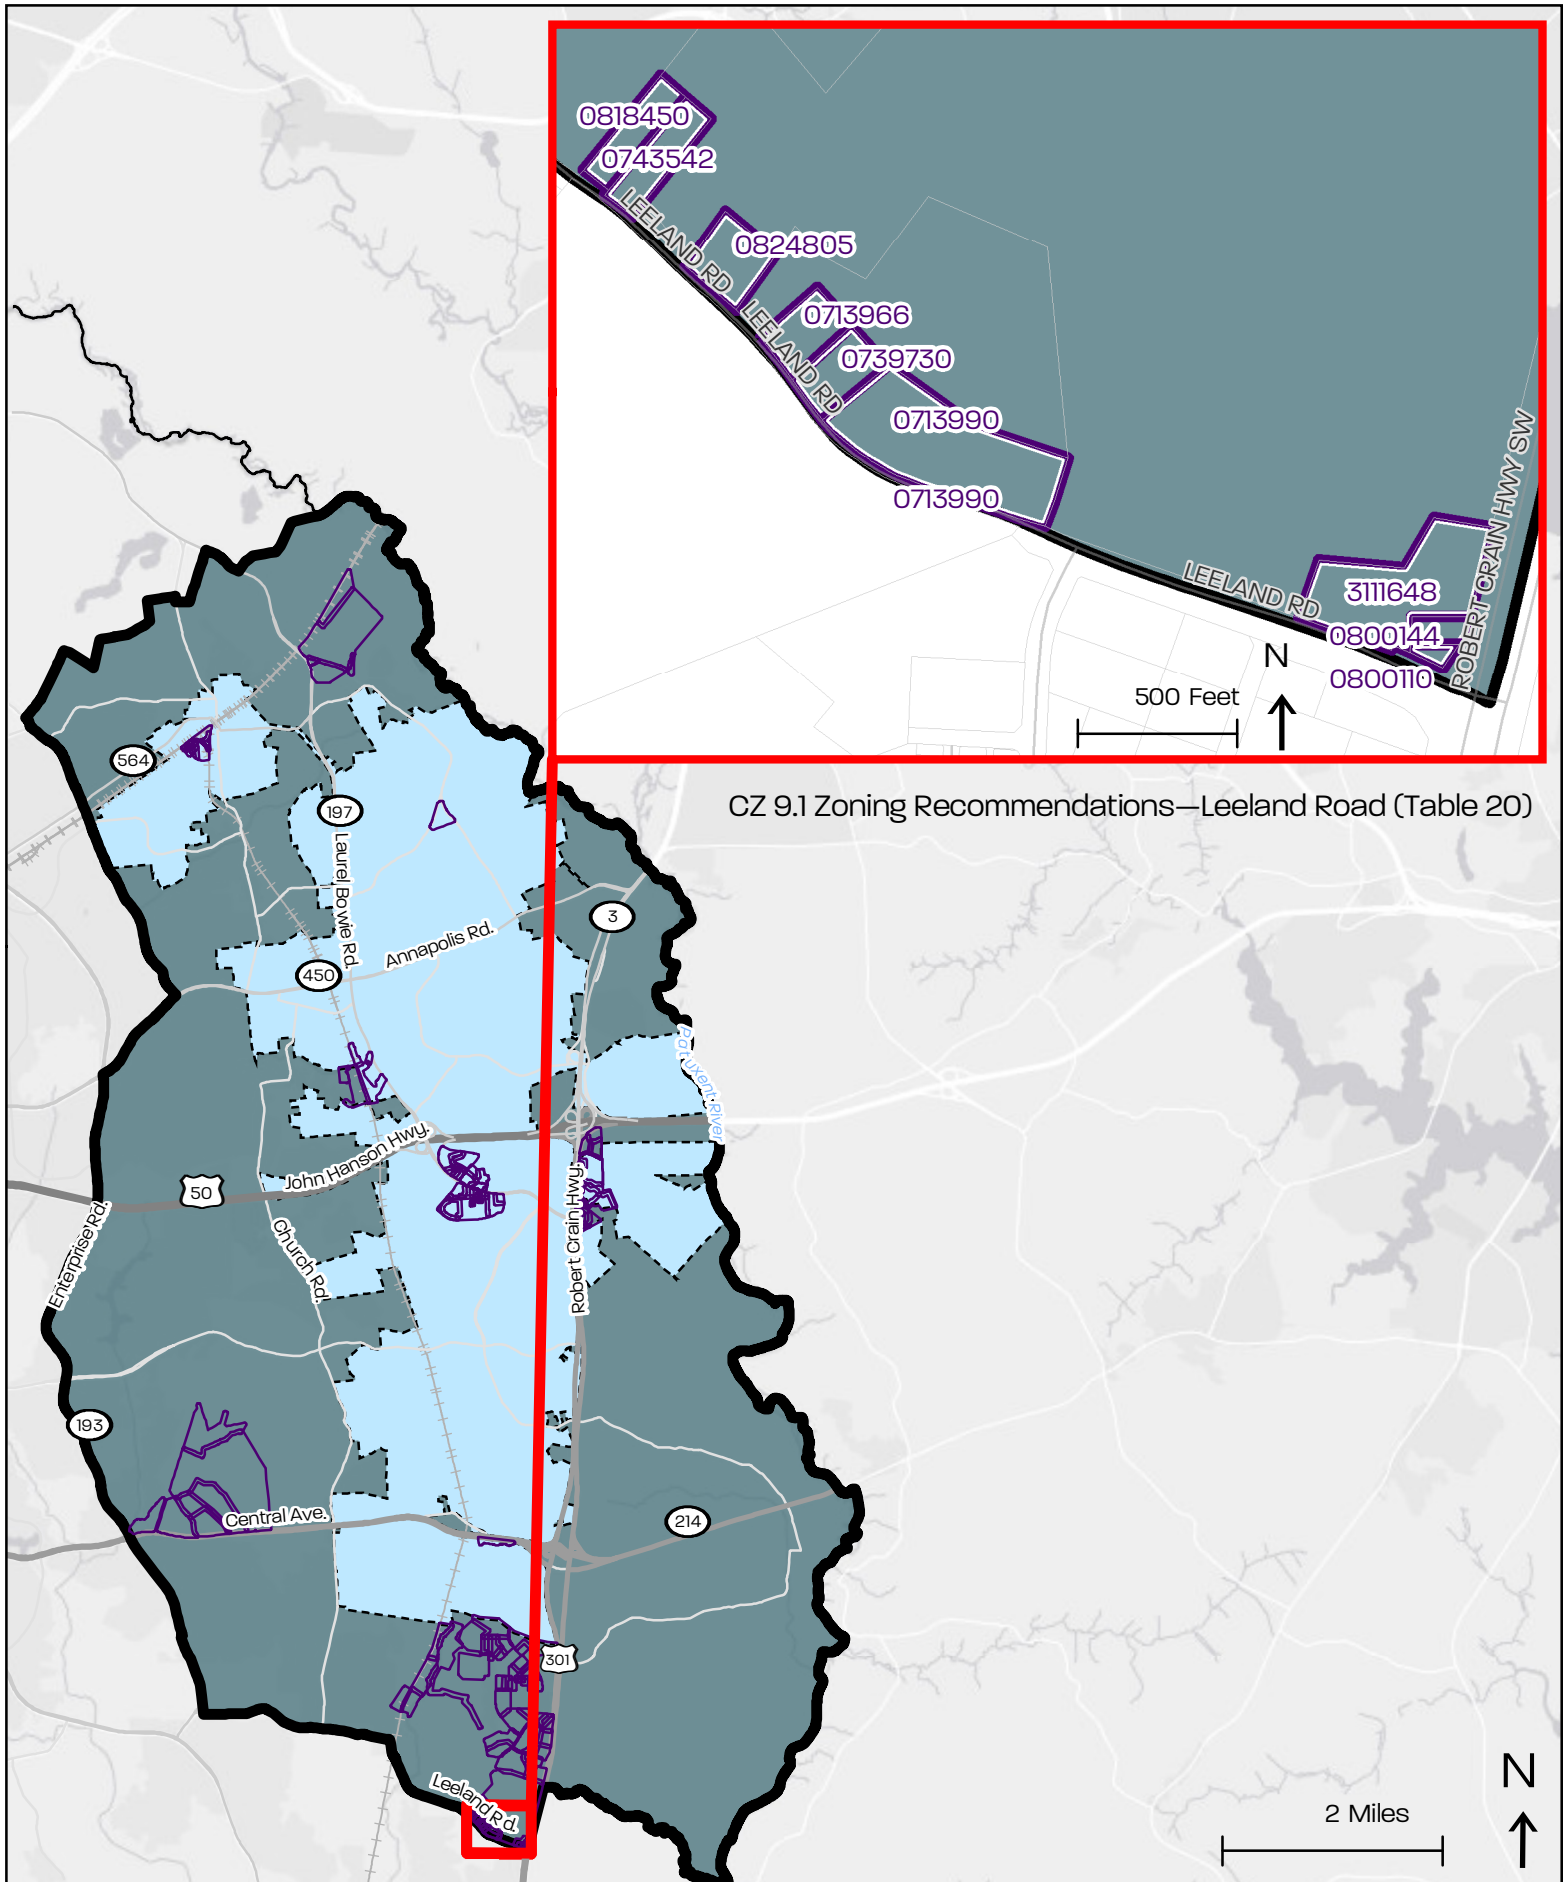 0818450
0743542
LEELAND RD
0824805
0713966
LEELAND RD
0739730
0713990
0713990
ROBERT CRAIN HWY SW
LEELAND RD
3111648
0800144
0800110
N
500 Feet
CZ 9.1 Zoning Recommendations—Leeland Road (Table 20)
564
197
Laurel Bowie Rd.
3
Annapolis Rd.
450
Patuxent River
John Hanson Hwy.
50
Enterprise Rd.
Church Rd.
Robert Crain Hwy.
193
Central Ave.
214
301
Leeland Rd.
N
2 Miles